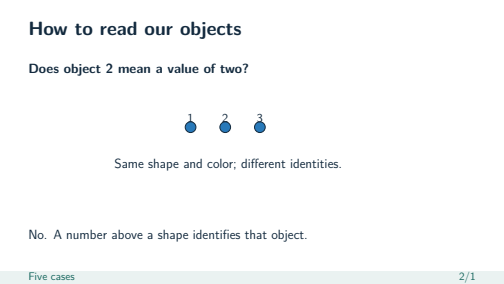 How to read our objects
Does object 2 mean a value of two?
1 2 3
Same shape and color; different identities.
No. A number above a shape identifies that object.
Five cases 2/1